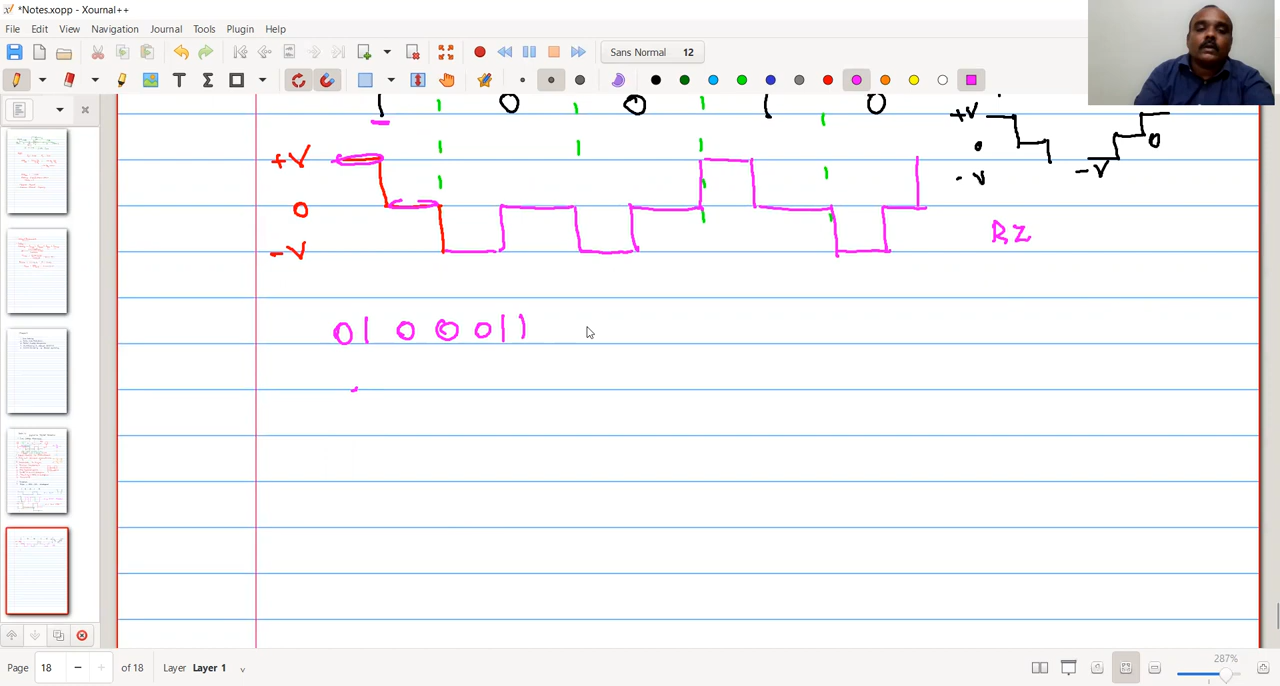 *Notes.xopp - Xournal++
File Edit View Navigation Journal Tools Plugin Help
Sans Normal 12
1 0 0 1 0
+V
0
-V
+V
0
-V
-V
0
RZ
0 1 0 0 0 1 1
Page 18 of 18 Layer Layer 1 287%